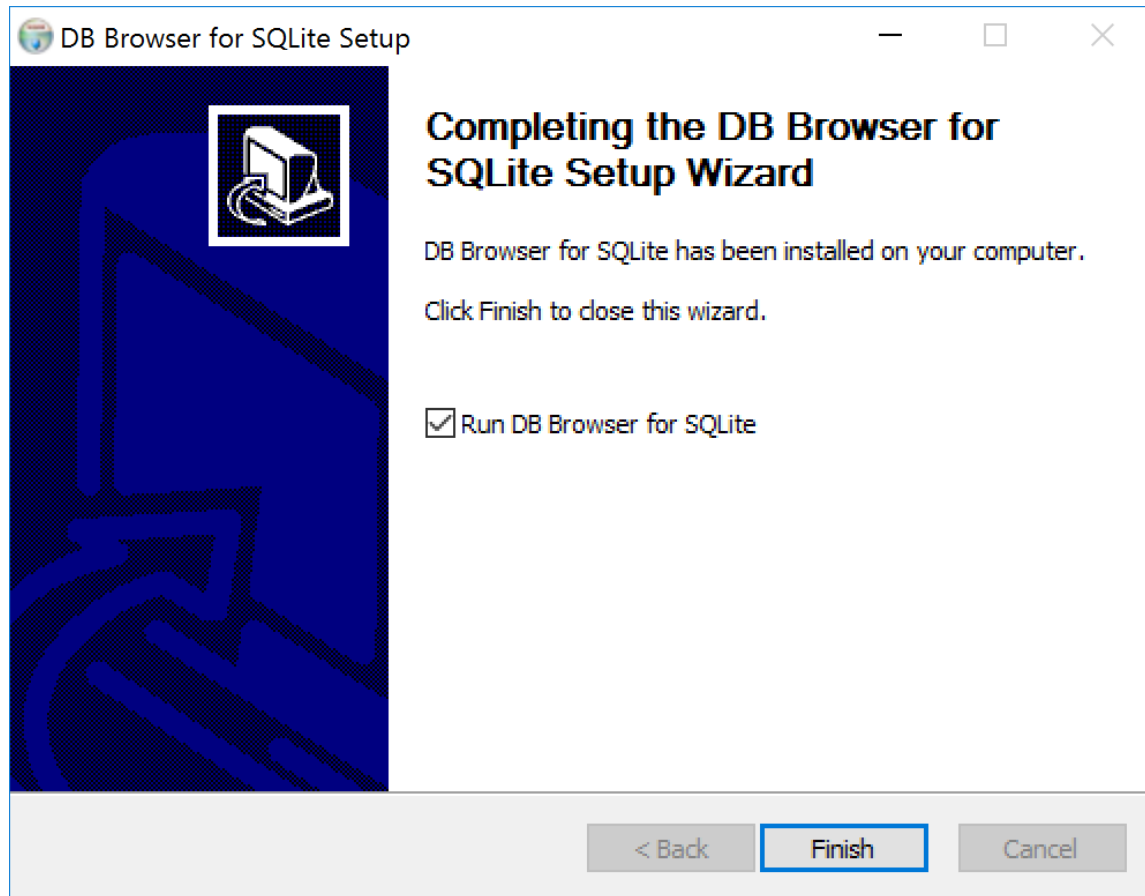 DB Browser for SQLite Setup
Completing the DB Browser for
SQLite Setup Wizard
DB Browser for SQLite has been installed on your computer.
Click Finish to close this wizard.
Run DB Browser for SQLite
< Back
Finish
Cancel